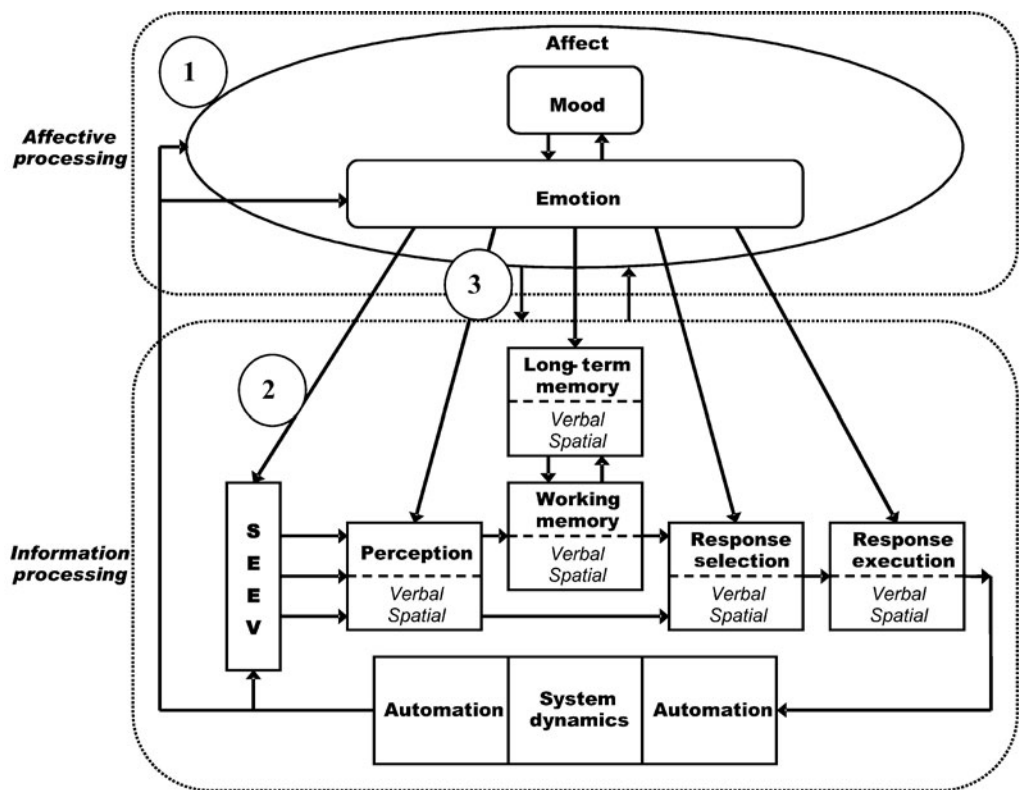 Affect
1
Mood
Affective
processing
Emotion
3
2
Long-term
memory
Verbal
Spatial
Working
memory
Verbal
Spatial
S
E
E
V
Perception
Verbal
Spatial
Response
selection
Verbal
Spatial
Response
execution
Verbal
Spatial
Information
processing
Automation
System
dynamics
Automation